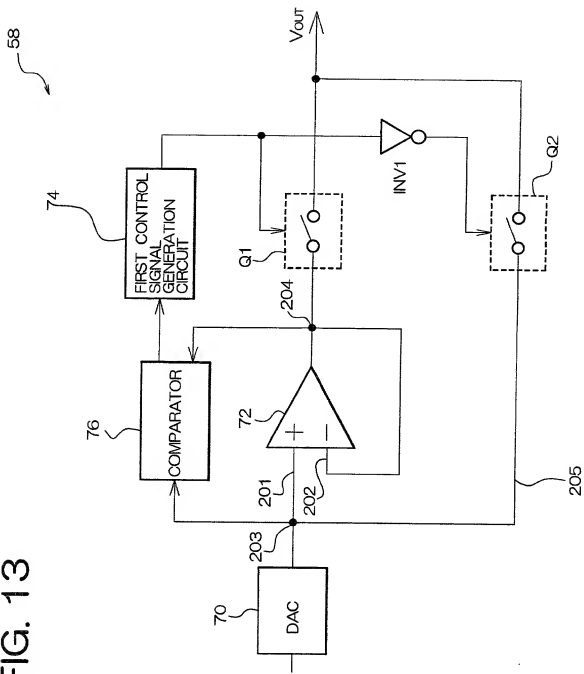 FIG. 13
58
74
FIRST CONTROL
SIGNAL
GENERATION
CIRCUIT
76
COMPARATOR
Q1
204
VOUT
INV1
Q2
72
+
−
201
202
203
70
DAC
205